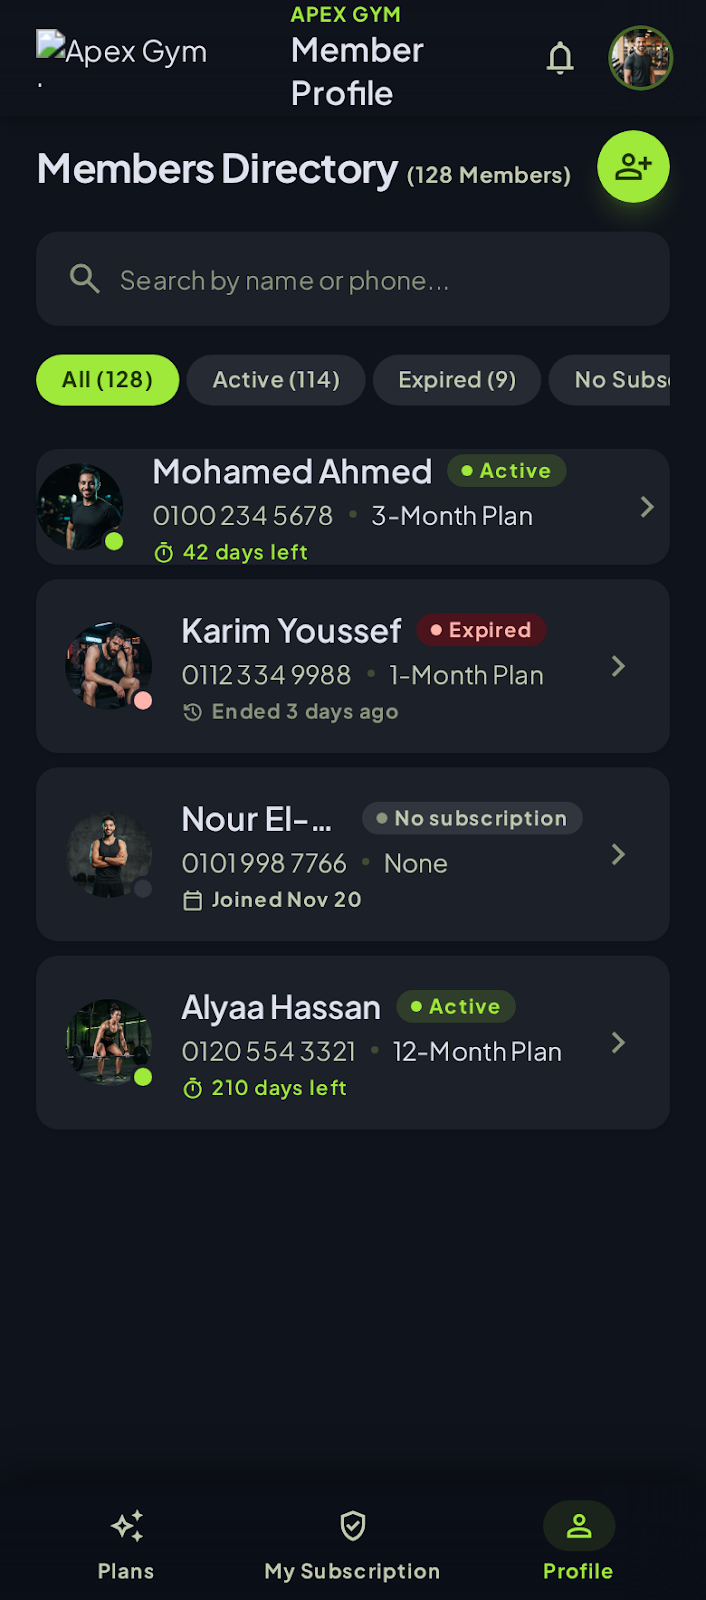 APEX GYM
Apex Gym
Member
Profile
.
Members Directory (128 Members)
Search by name or phone...
All (128)
Active (114)
Expired (9)
No Subs
Mohamed Ahmed
Active
0100 234 5678 • 3-Month Plan
42 days left
Karim Youssef
Expired
0112 334 9988 • 1-Month Plan
Ended 3 days ago
Nour El-...
No subscription
0101 998 7766 • None
Joined Nov 20
Alyaa Hassan
Active
0120 554 3321 • 12-Month Plan
210 days left
Plans
My Subscription
Profile